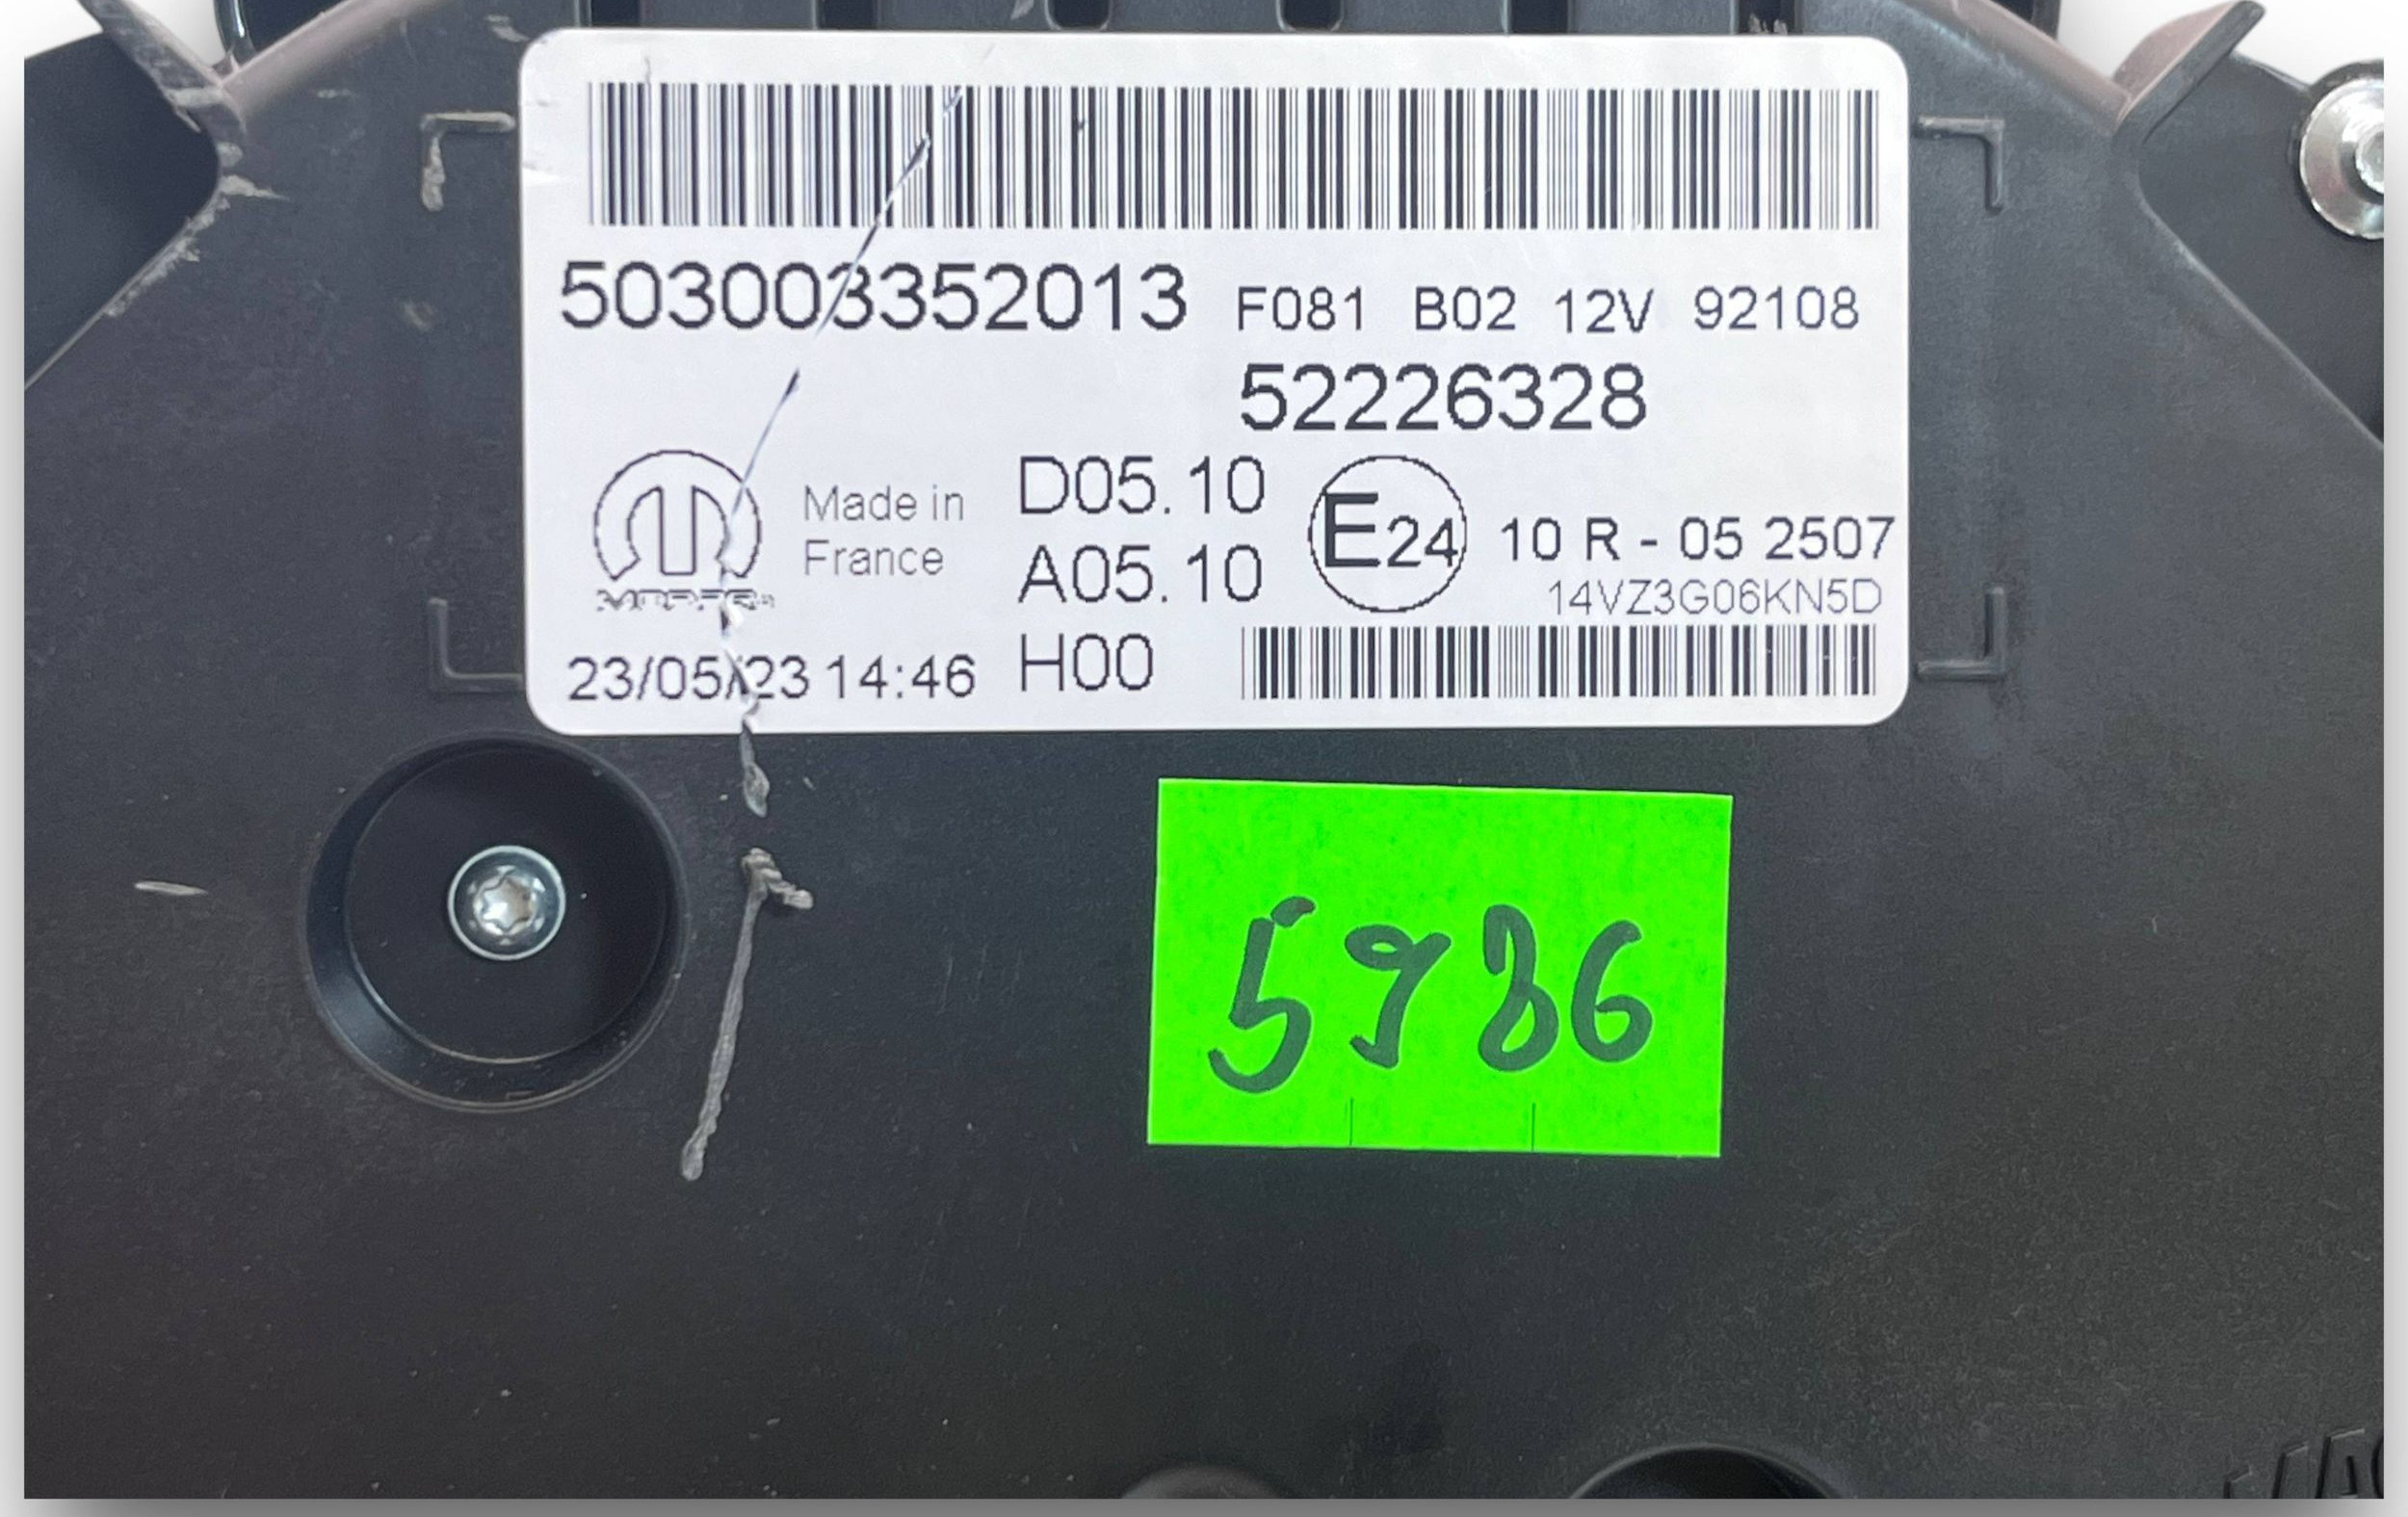 503003352013 F081 B02 12V 92108
52226328
Made in
France
D05.10
A05.10
H00
E24 10 R - 05 2507
14VZ3G06KN5D
MOPAR
23/05/23 14:46
5986